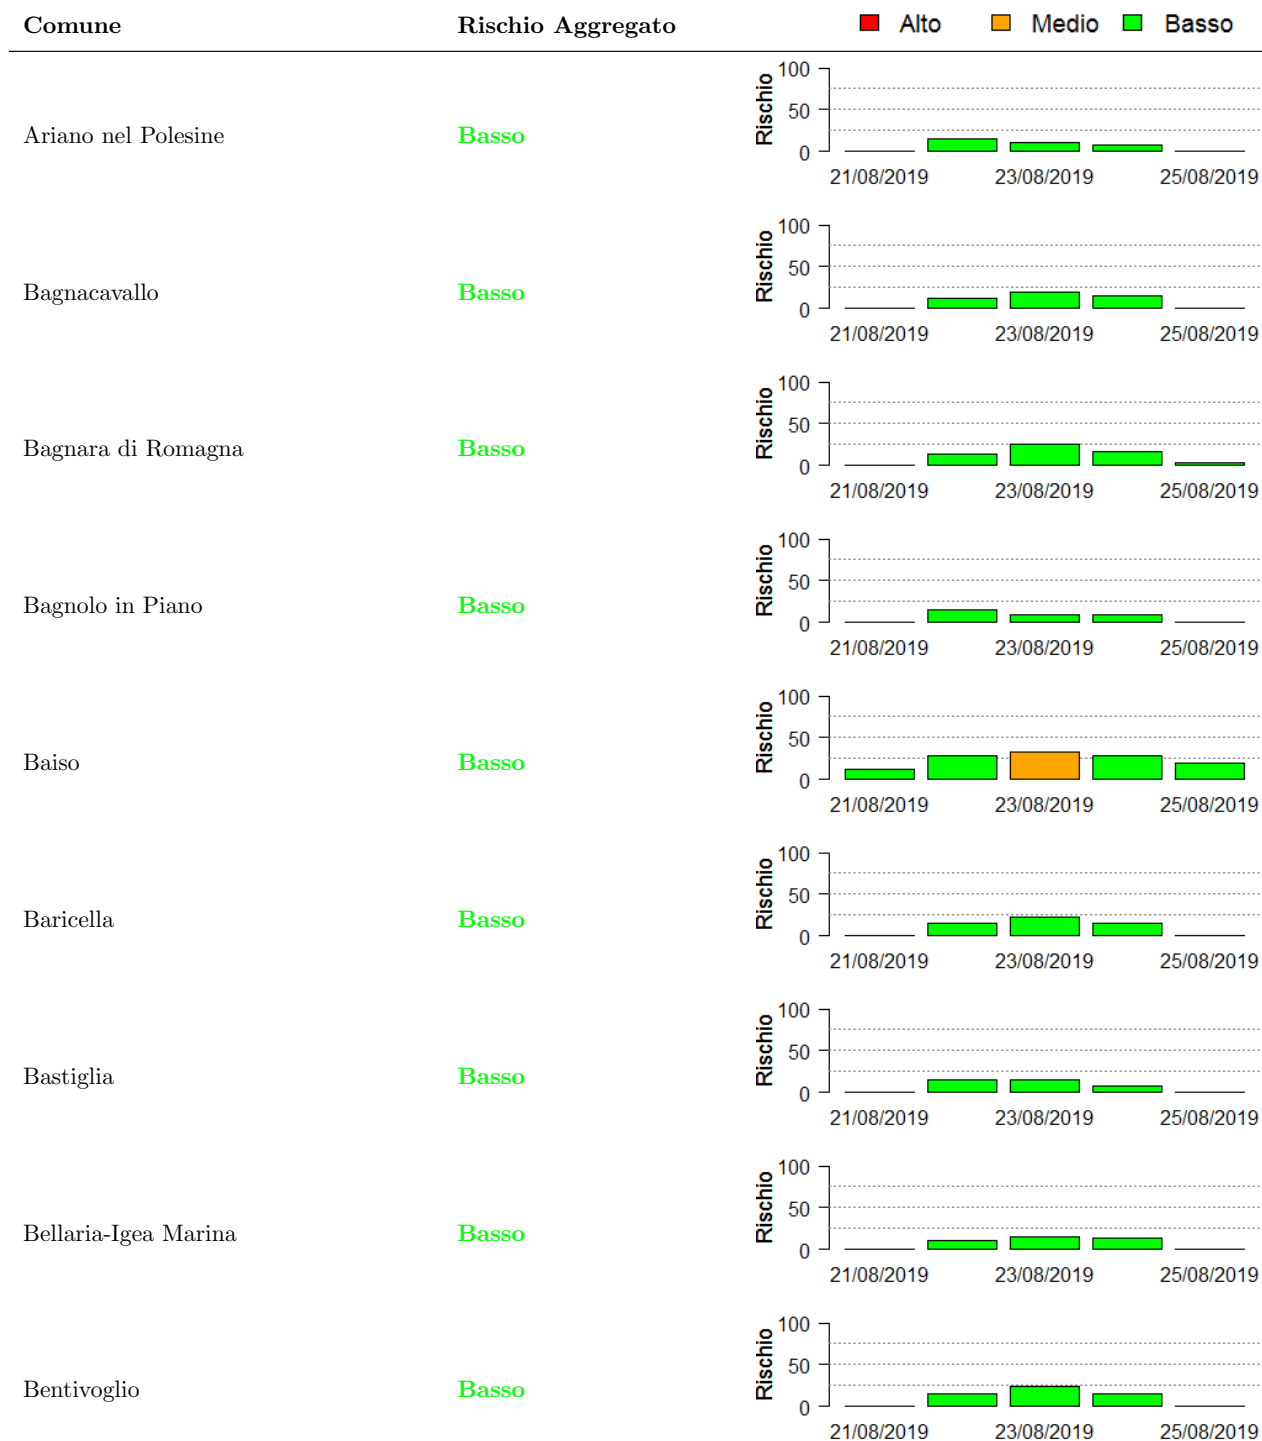 Comune Rischio Aggregato Alto Medio Basso
100
50
0
Rischio
Ariano nel Polesine Basso
21/08/2019 23/08/2019 25/08/2019
100
50
0
Rischio
Bagnacavallo Basso
21/08/2019 23/08/2019 25/08/2019
100
50
0
Rischio
Bagnara di Romagna Basso
21/08/2019 23/08/2019 25/08/2019
100
50
0
Rischio
Bagnolo in Piano Basso
21/08/2019 23/08/2019 25/08/2019
100
50
0
Rischio
Baiso Basso
21/08/2019 23/08/2019 25/08/2019
100
50
0
Rischio
Baricella Basso
21/08/2019 23/08/2019 25/08/2019
100
50
0
Rischio
Bastiglia Basso
21/08/2019 23/08/2019 25/08/2019
100
50
0
Rischio
Bellaria-Igea Marina Basso
21/08/2019 23/08/2019 25/08/2019
100
50
0
Rischio
Bentivoglio Basso
21/08/2019 23/08/2019 25/08/2019